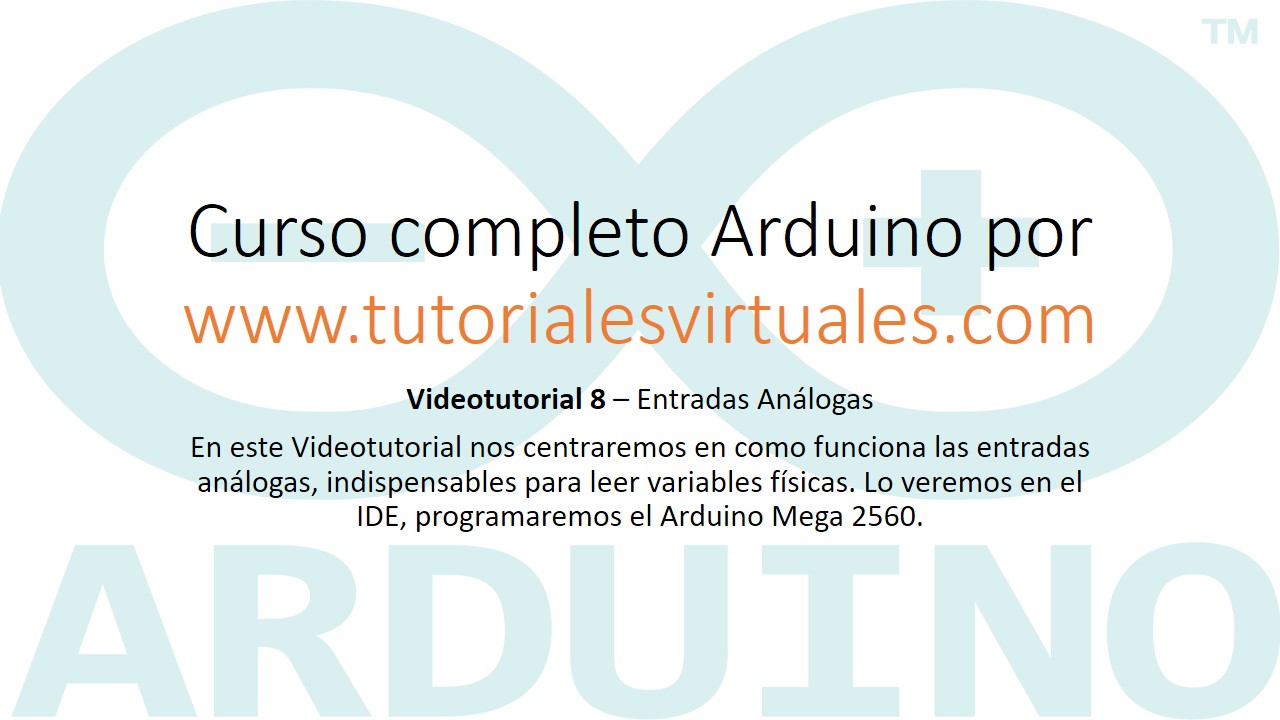 TM
Curso completo Arduino por
www.tutorialesvirtuales.com
Videotutorial 8 – Entradas Análogas
En este Videotutorial nos centraremos en como funciona las entradas
análogas, indispensables para leer variables físicas. Lo veremos en el
IDE, programaremos el Arduino Mega 2560.
ARDUINO